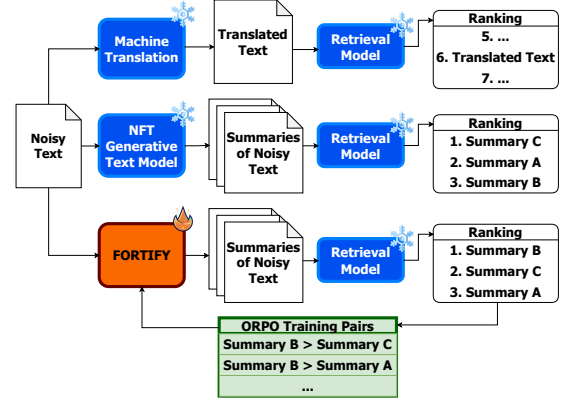 Machine
Translation
Translated
Text
Retrieval
Model
Ranking
5. ...
6. Translated Text
7. ...
Noisy
Text
NFT
Generative
Text Model
Summaries
of Noisy
Text
Retrieval
Model
Ranking
1. Summary C
2. Summary A
3. Summary B
FORTIFY
Summaries
of Noisy
Text
Retrieval
Model
Ranking
1. Summary B
2. Summary C
3. Summary A
ORPO Training Pairs
Summary B > Summary C
Summary B > Summary A
...